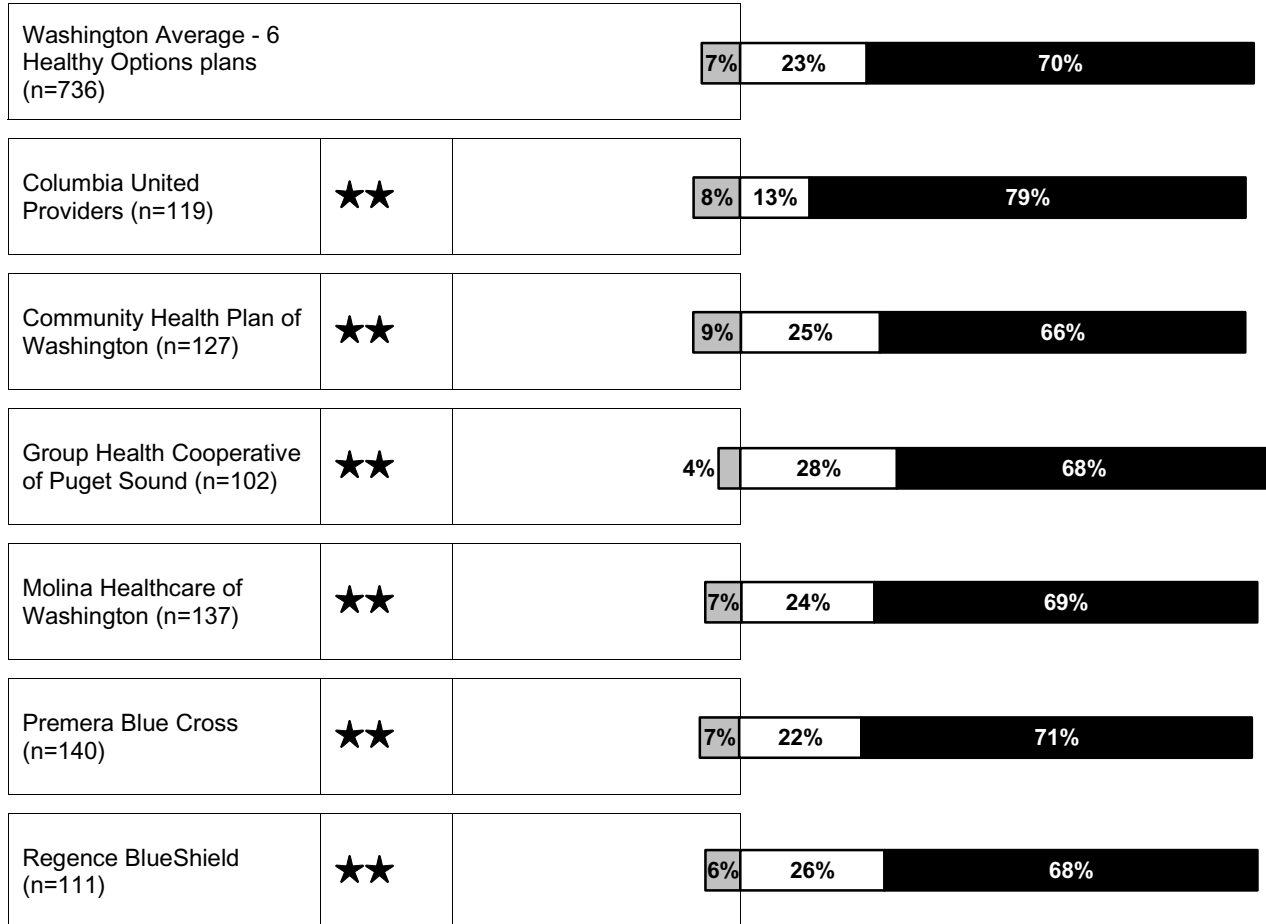 Washington Average - 6
Healthy Options plans
(n=736)
7% 23% 70%
Columbia United
Providers (n=119)
★★
8% 13% 79%
Community Health Plan of
Washington (n=127)
★★
9% 25% 66%
Group Health Cooperative
of Puget Sound (n=102)
★★
4% 28% 68%
Molina Healthcare of
Washington (n=137)
★★
7% 24% 69%
Premera Blue Cross
(n=140)
★★
7% 22% 71%
Regence BlueShield
(n=111)
★★
6% 26% 68%